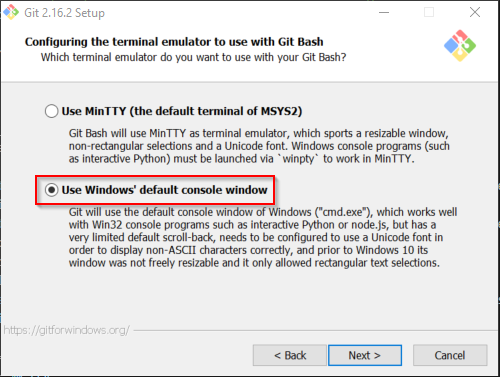 Git 2.16.2 Setup
Configuring the terminal emulator to use with Git Bash
Which terminal emulator do you want to use with your Git Bash?
Use MinTTY (the default terminal of MSYS2)
Git Bash will use MinTTY as terminal emulator, which sports a resizable window,
non-rectangular selections and a Unicode font. Windows console programs (such
as interactive Python) must be launched via `winpty` to work in MinTTY.
Use Windows' default console window
Git will use the default console window of Windows ("cmd.exe"), which works well
with Win32 console programs such as interactive Python or node.js, but has a
very limited default scroll-back, needs to be configured to use a Unicode font in
order to display non-ASCII characters correctly, and prior to Windows 10 its
window was not freely resizable and it only allowed rectangular text selections.
https://gitforwindows.org/
< Back
Next >
Cancel